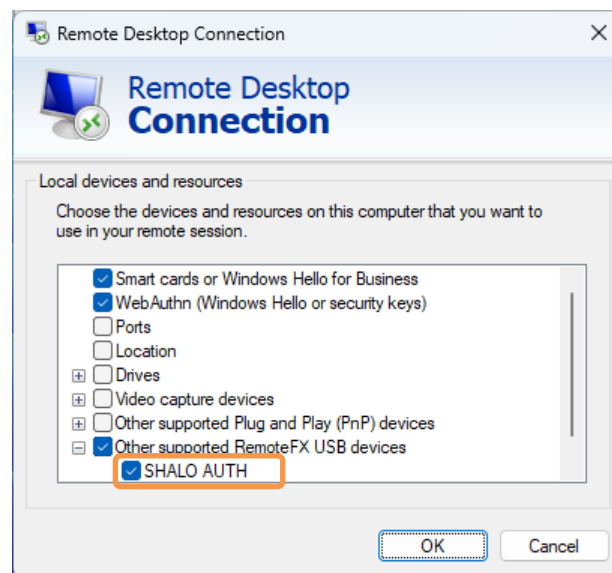 Remote Desktop Connection
Remote Desktop
Connection
Local devices and resources
Choose the devices and resources on this computer that you want to
use in your remote session.
Smart cards or Windows Hello for Business
WebAuthn (Windows Hello or security keys)
Ports
Location
Drives
Video capture devices
Other supported Plug and Play (PnP) devices
Other supported RemoteFX USB devices
SHALO AUTH
OK Cancel